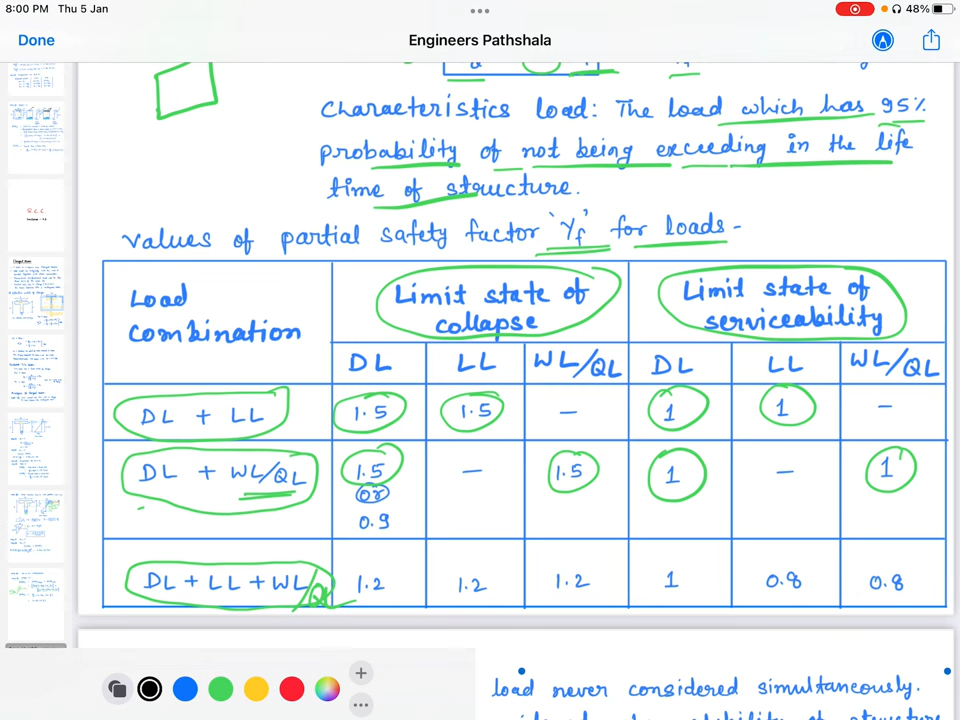 8:00 PM Thu 5 Jan
48%
Done
Engineers Pathshala
Characteristics load: The load which has 95%
probability of not being exceeding in the life
time of structure.
Values of partial safety factor 'γf' for loads-
Load Combination
Limit state of collapse
Limit state of serviceability
DL LL WL/QL DL LL WL/QL
DL + LL 1.5 1.5 - 1 1 -
DL + WL/QL 1.5 or 0.9 - 1.5 1 - 1
DL + LL + WL/QL 1.2 1.2 1.2 1 0.8 0.8
load never considered simultaneously.